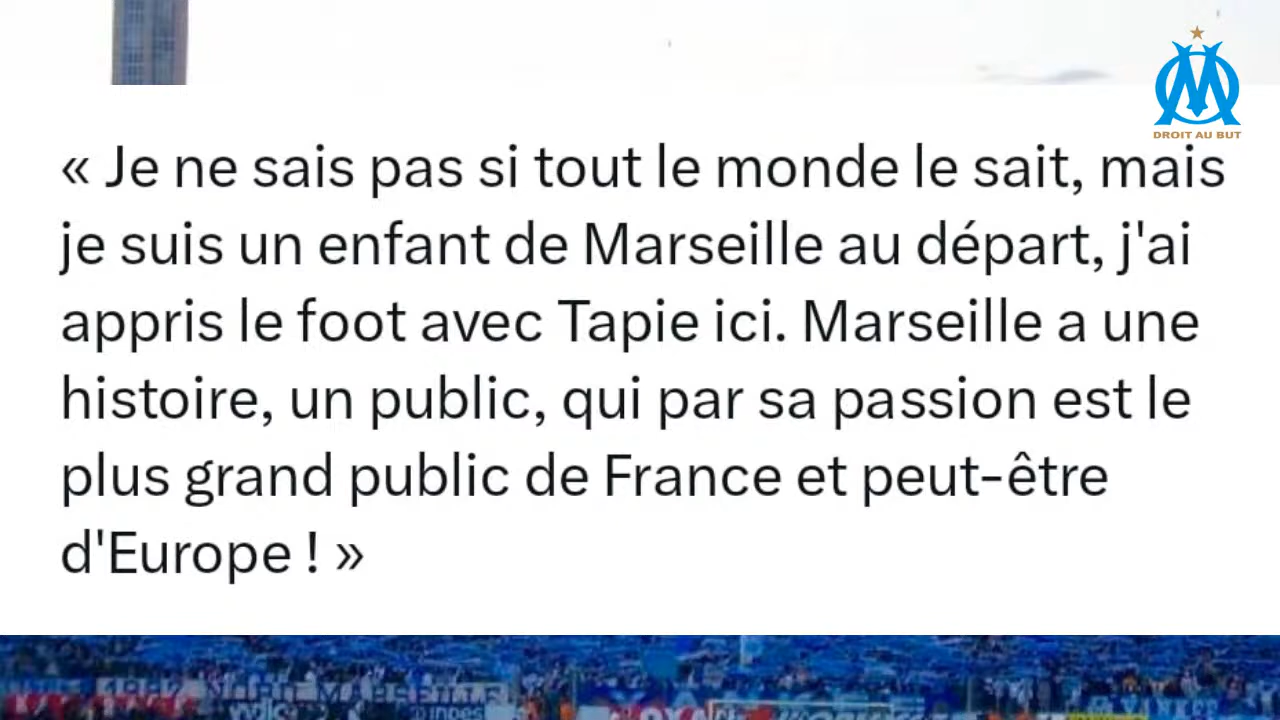 DROIT AU BUT
« Je ne sais pas si tout le monde le sait, mais
je suis un enfant de Marseille au départ, j'ai
appris le foot avec Tapie ici. Marseille a une
histoire, un public, qui par sa passion est le
plus grand public de France et peut-être
d'Europe ! »